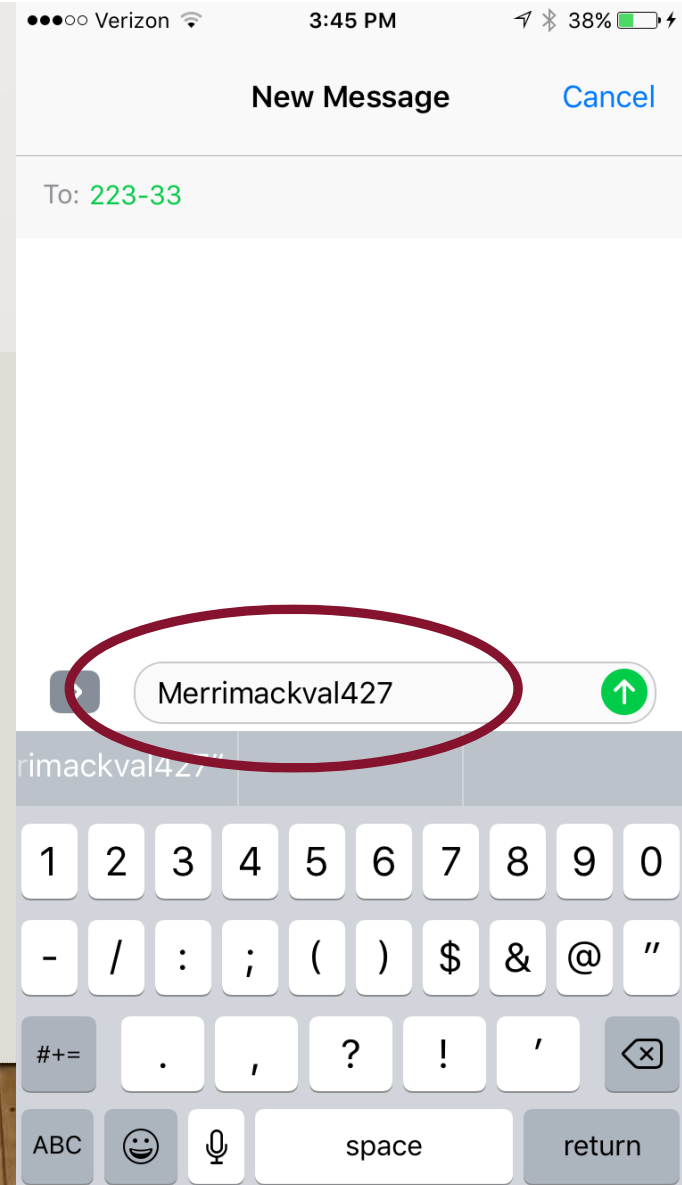 Verizon 3:45 PM 38%
New Message Cancel
To: 223-33
Merrimackval427
rimackval427"
1 2 3 4 5 6 7 8 9 0
- / : ; ( ) $ & @ "
#+= . , ? ! '
ABC space return